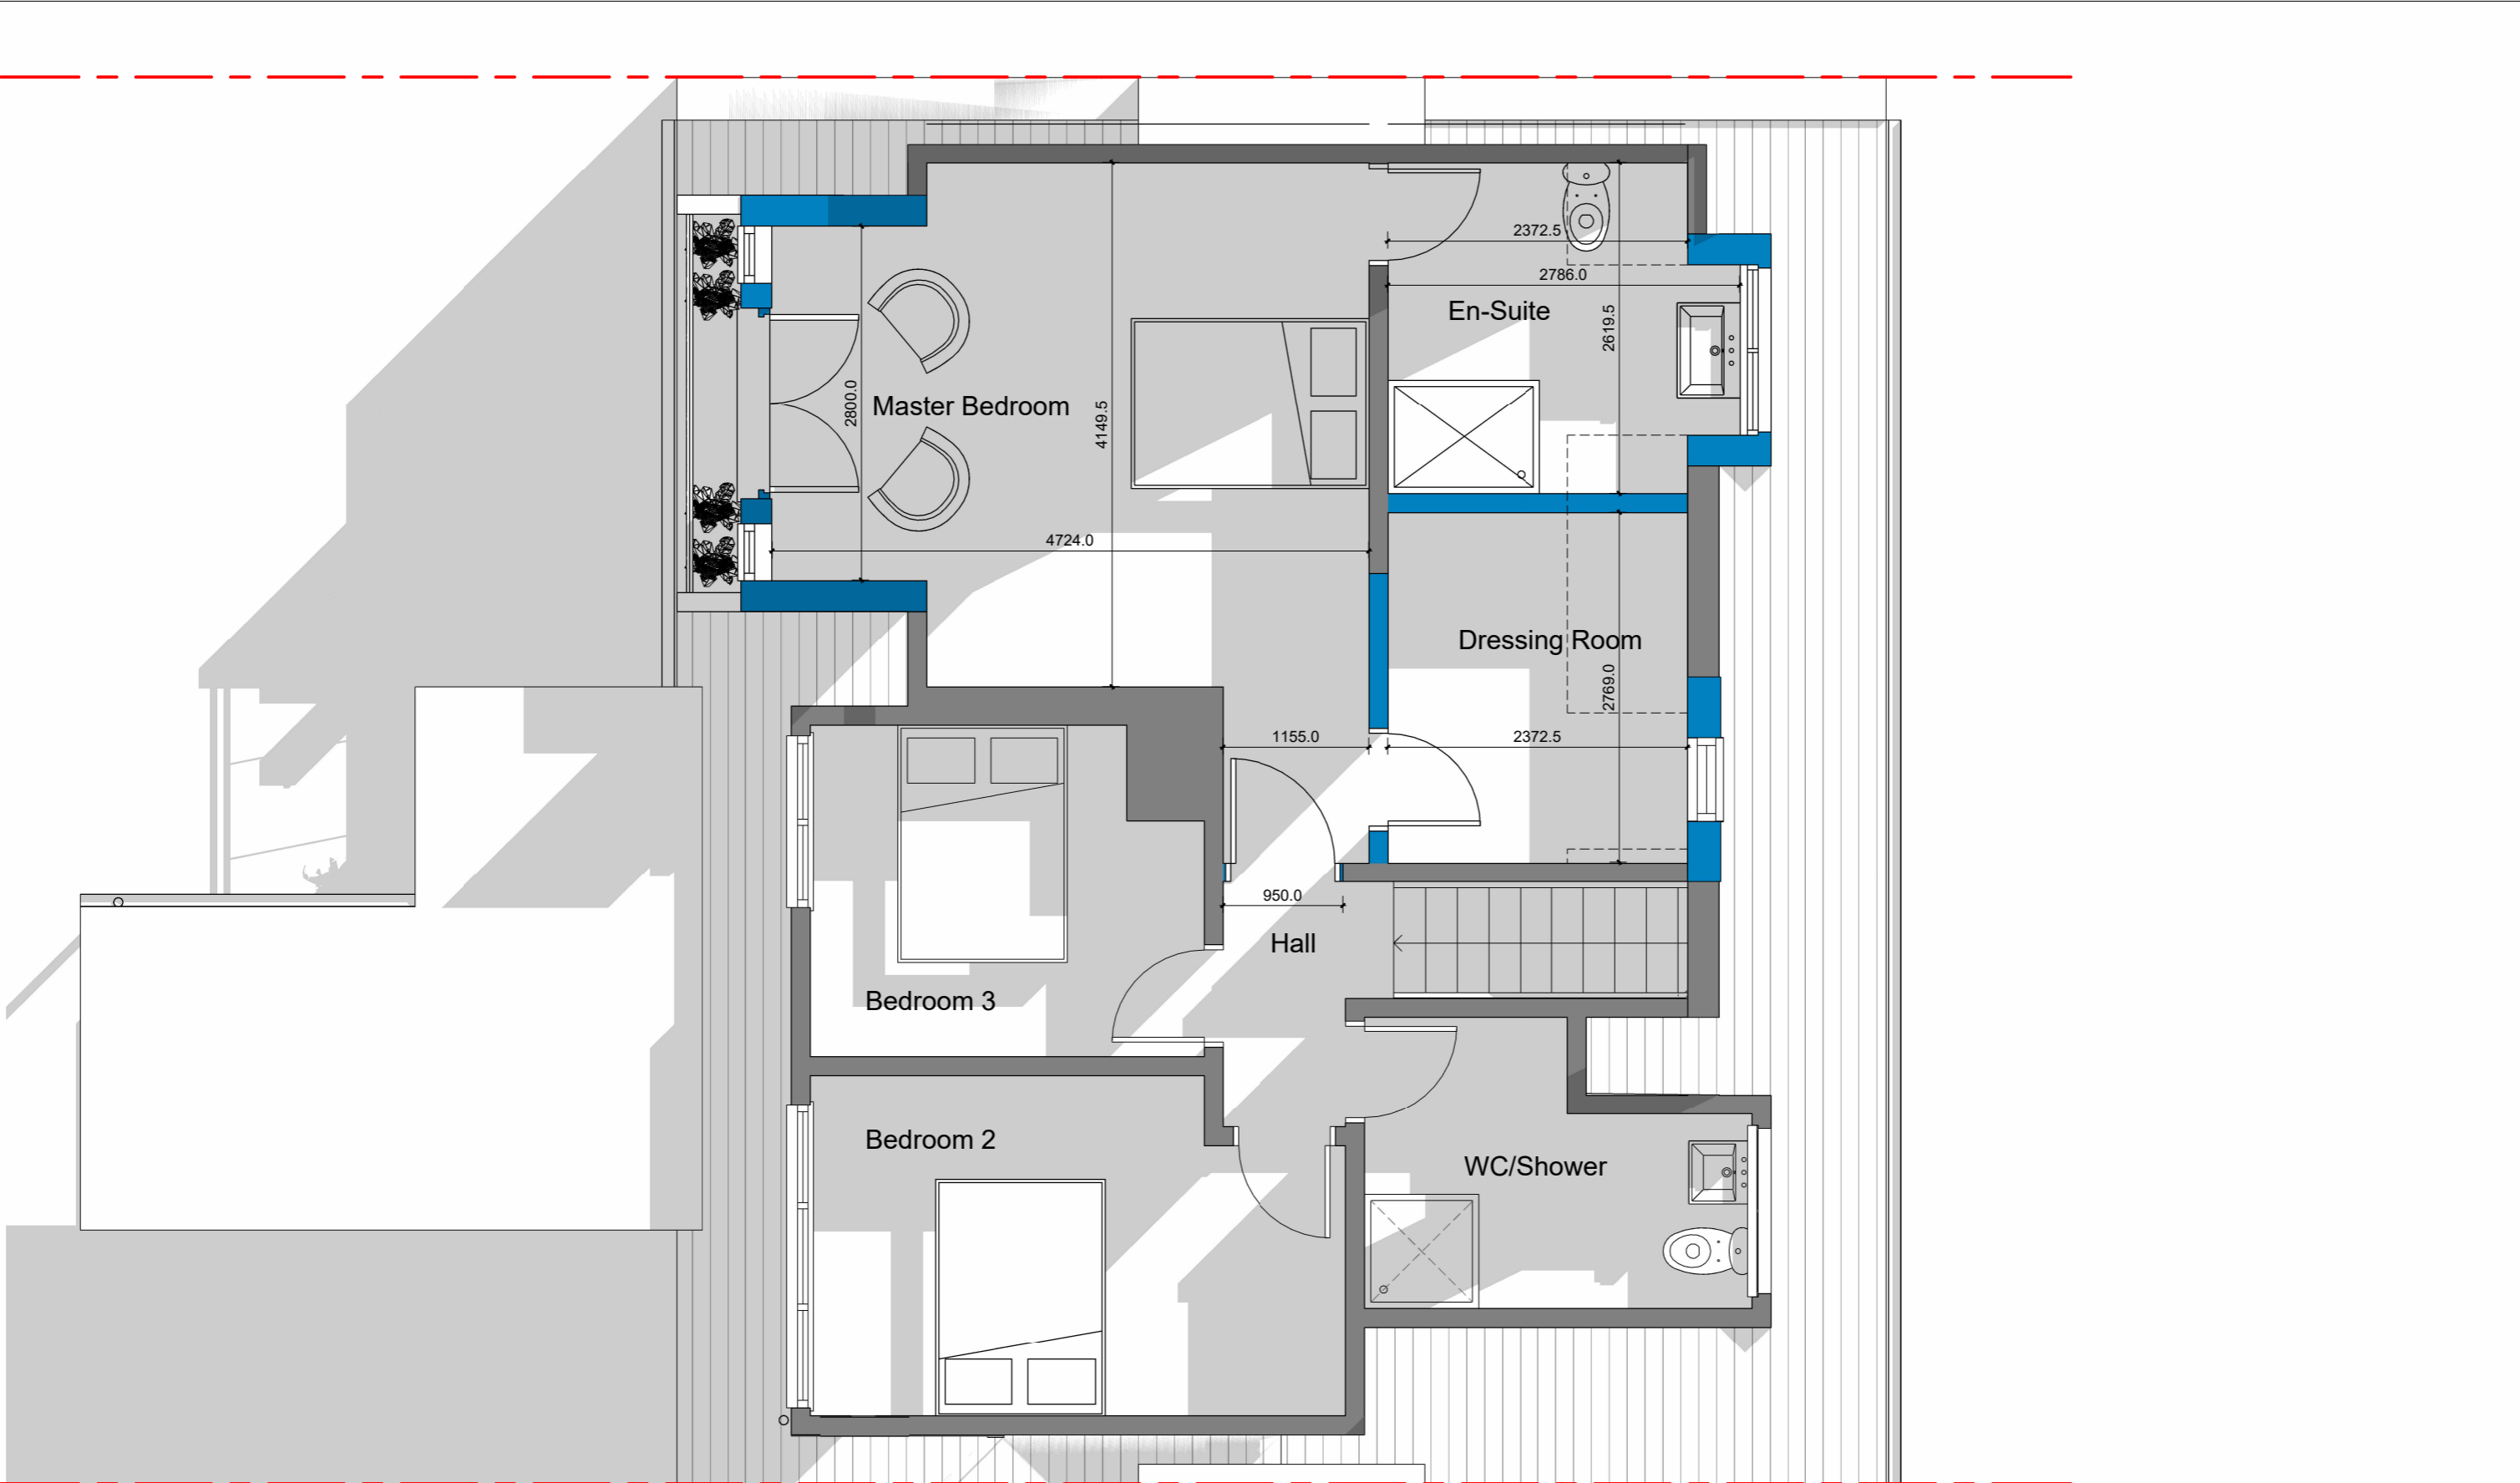 2372.5
2786.0
En-Suite
2619.5
2800.0
Master Bedroom
4149.5
4724.0
Dressing Room
2769.0
1155.0
2372.5
950.0
Hall
Bedroom 3
Bedroom 2
WC/Shower